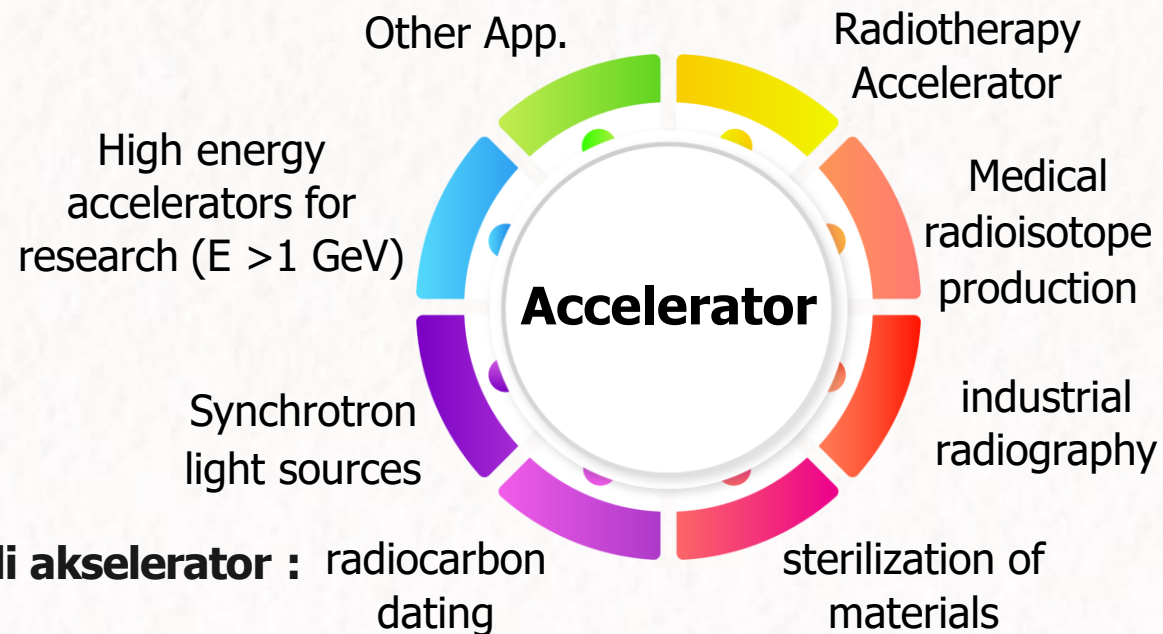 Other App.
Radiotherapy
Accelerator
High energy
accelerators for
research (E >1 GeV)
Medical
radioisotope
production
Accelerator
Synchrotron
light sources
industrial
radiography
akselerator :
radiocarbon
dating
sterilization of
materials